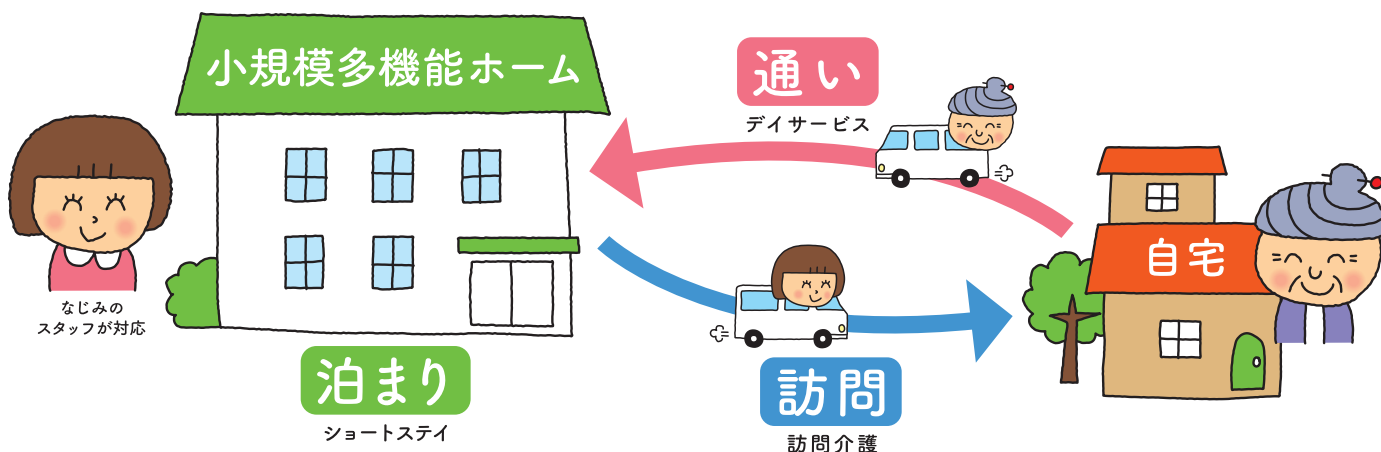 小規模多機能ホーム
なじみの
スタッフが対応
泊まり
ショートステイ
通い
デイサービス
訪問
訪問介護
自宅